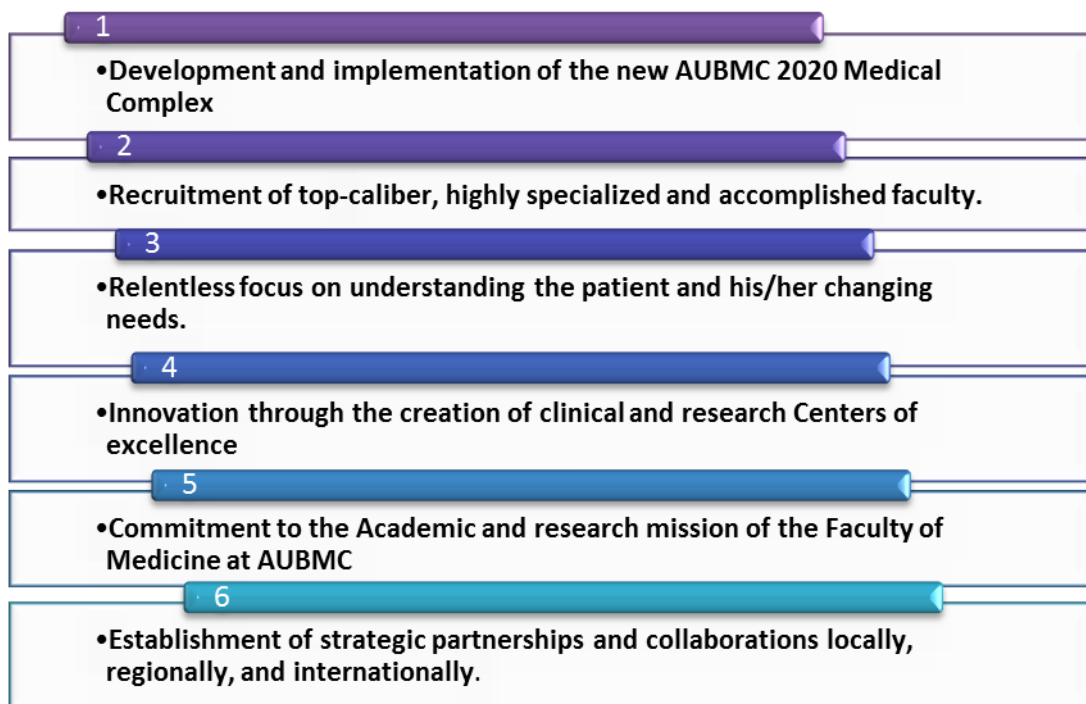 1
•Development and implementation of the new AUBMC 2020 Medical
Complex
2
•Recruitment of top-caliber, highly specialized and accomplished faculty.
3
•Relentless focus on understanding the patient and his/her changing
needs.
4
•Innovation through the creation of clinical and research Centers of
excellence
5
•Commitment to the Academic and research mission of the Faculty of
Medicine at AUBMC
6
•Establishment of strategic partnerships and collaborations locally,
regionally, and internationally.